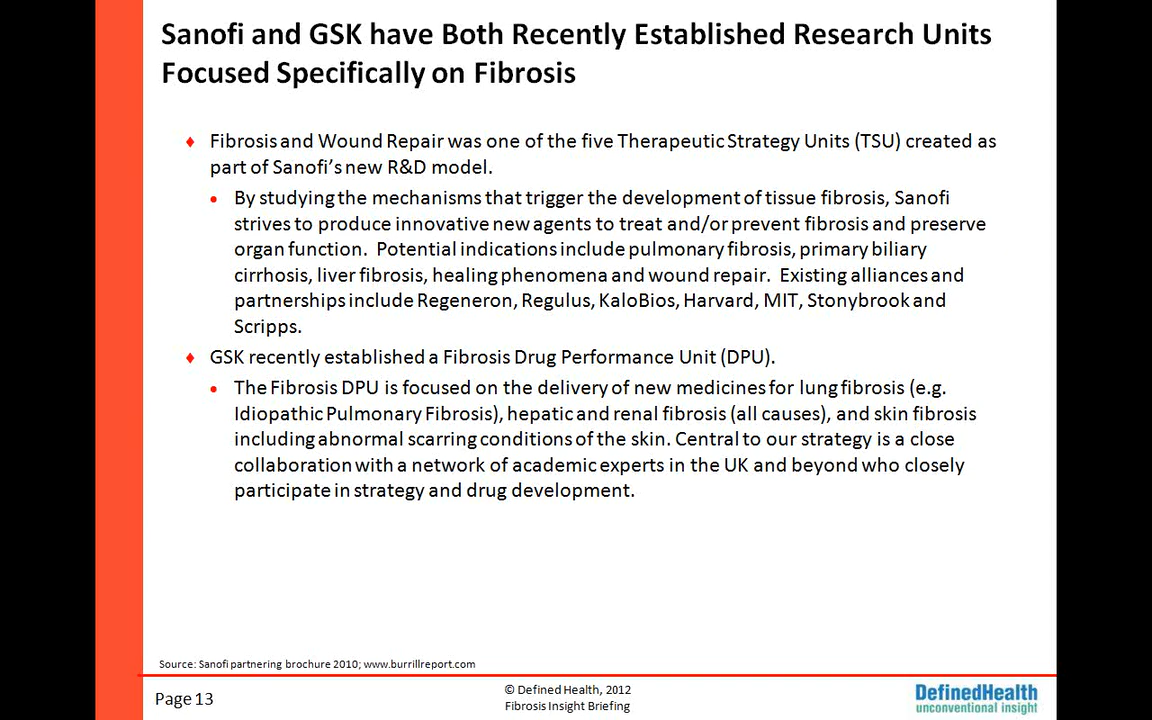 Sanofi and GSK have Both Recently Established Research Units
Focused Specifically on Fibrosis
Fibrosis and Wound Repair was one of the five Therapeutic Strategy Units (TSU) created as
part of Sanofi’s new R&D model.
By studying the mechanisms that trigger the development of tissue fibrosis, Sanofi
strives to produce innovative new agents to treat and/or prevent fibrosis and preserve
organ function.  Potential indications include pulmonary fibrosis, primary biliary
cirrhosis, liver fibrosis, healing phenomena and wound repair.  Existing alliances and
partnerships include Regeneron, Regulus, KaloBios, Harvard, MIT, Stonybrook and
Scripps.
GSK recently established a Fibrosis Drug Performance Unit (DPU).
The Fibrosis DPU is focused on the delivery of new medicines for lung fibrosis (e.g.
Idiopathic Pulmonary Fibrosis), hepatic and renal fibrosis (all causes), and skin fibrosis
including abnormal scarring conditions of the skin. Central to our strategy is a close
collaboration with a network of academic experts in the UK and beyond who closely
participate in strategy and drug development.
Source: Sanofi partnering brochure 2010; www.burrillreport.com
Page 13
© Defined Health, 2012
Fibrosis Insight Briefing
DefinedHealth
unconventional insight